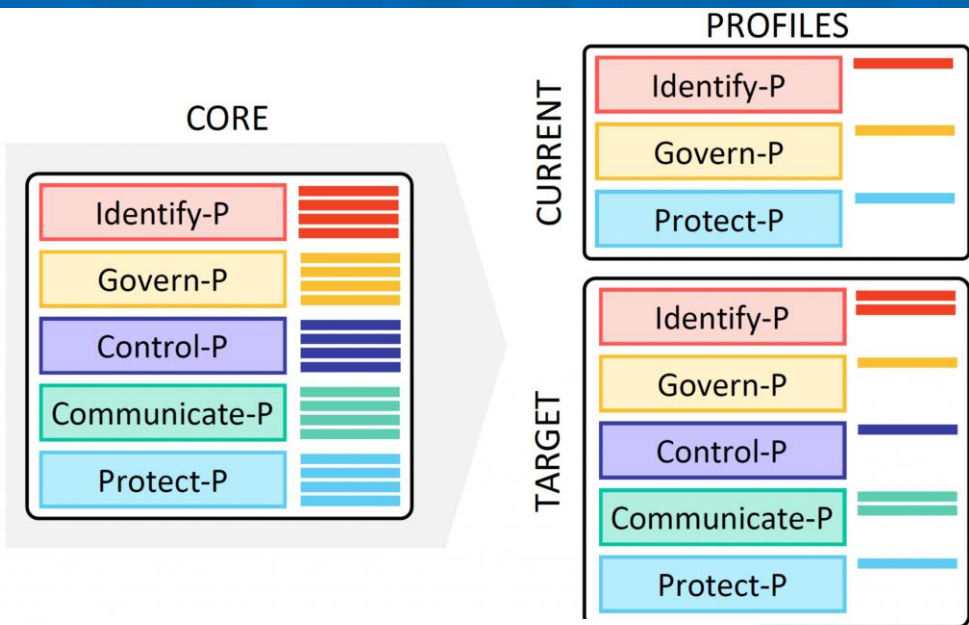 CORE
Identify-P
Govern-P
Control-P
Communicate-P
Protect-P
PROFILES
CURRENT
Identify-P
Govern-P
Protect-P
TARGET
Identify-P
Govern-P
Control-P
Communicate-P
Protect-P